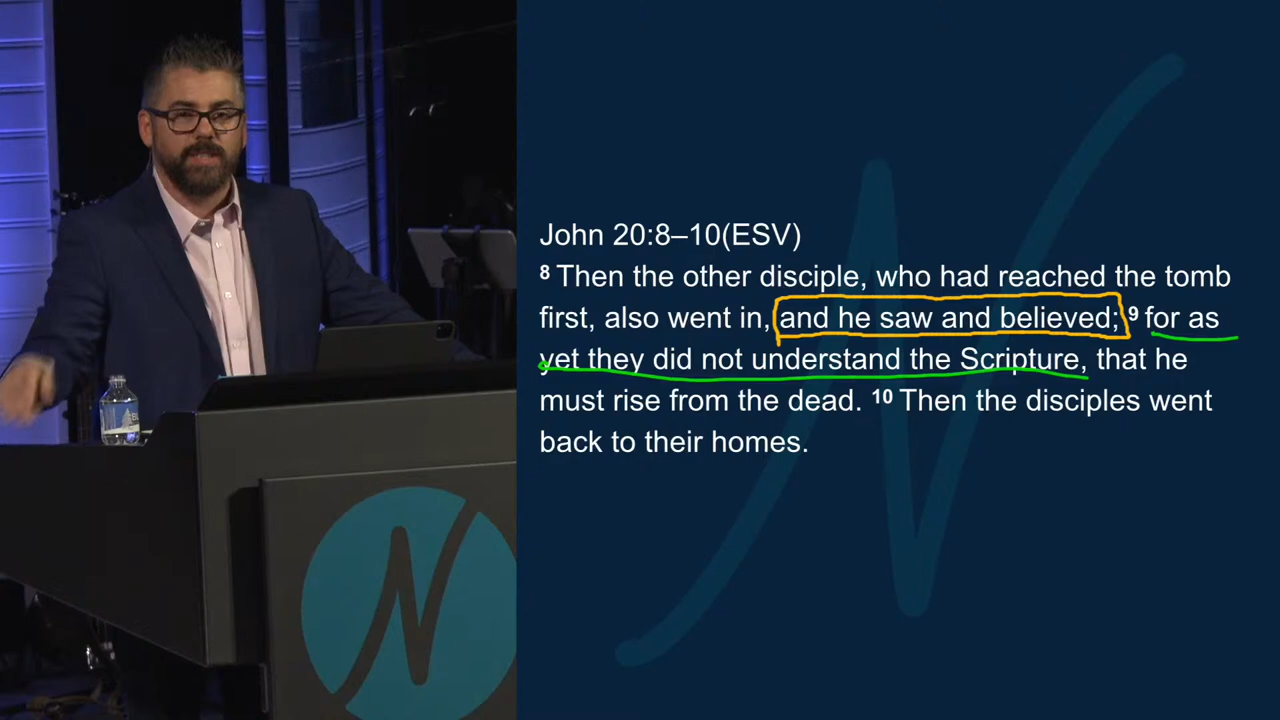 John 20:8–10(ESV)
8 Then the other disciple, who had reached the tomb
first, also went in, and he saw and believed; 9 for as
yet they did not understand the Scripture, that he
must rise from the dead. 10 Then the disciples went
back to their homes.
N